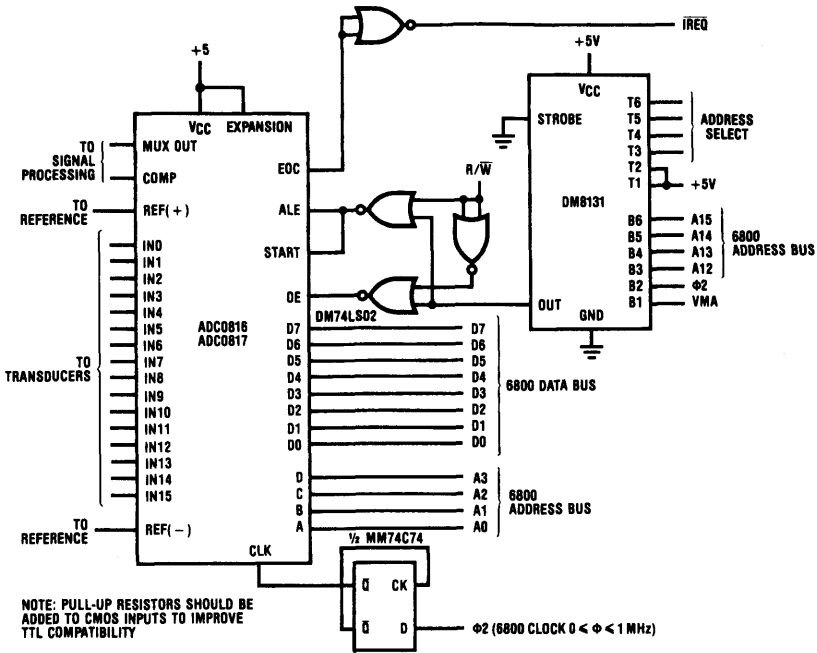 IREQ
+5
+5V
VCC
EXPANSION
MUX OUT
TO
SIGNAL
PROCESSING
COMP
TO
REFERENCE
REF(+)
EOC
ALE
START
OE
R/W
DM74LS02
IN0
IN1
IN2
IN3
IN4
IN5
IN6
IN7
IN8
IN9
IN10
IN11
IN12
IN13
IN14
IN15
TO
TRANSDUCERS
ADC0816
ADC0817
TO
REFERENCE
REF(−)
CLK
D7
D6
D5
D4
D3
D2
D1
D0
D7
D6
D5
D4
D3
D2
D1
D0
6800 DATA BUS
D
C
B
A
A3
A2
A1
A0
6800
ADDRESS BUS
VCC
STROBE
DM8131
OUT
GND
T6
T5
T4
T3
T2
T1
ADDRESS
SELECT
+5V
B6
B5
B4
B3
B2
B1
A15
A14
A13
A12
Φ2
VMA
6800
ADDRESS BUS
½ MM74C74
Q
CK
Q
D
Φ2 (6800 CLOCK 0 ≤ Φ ≤ 1 MHz)
NOTE: PULL-UP RESISTORS SHOULD BE
ADDED TO CMOS INPUTS TO IMPROVE
TTL COMPATIBILITY